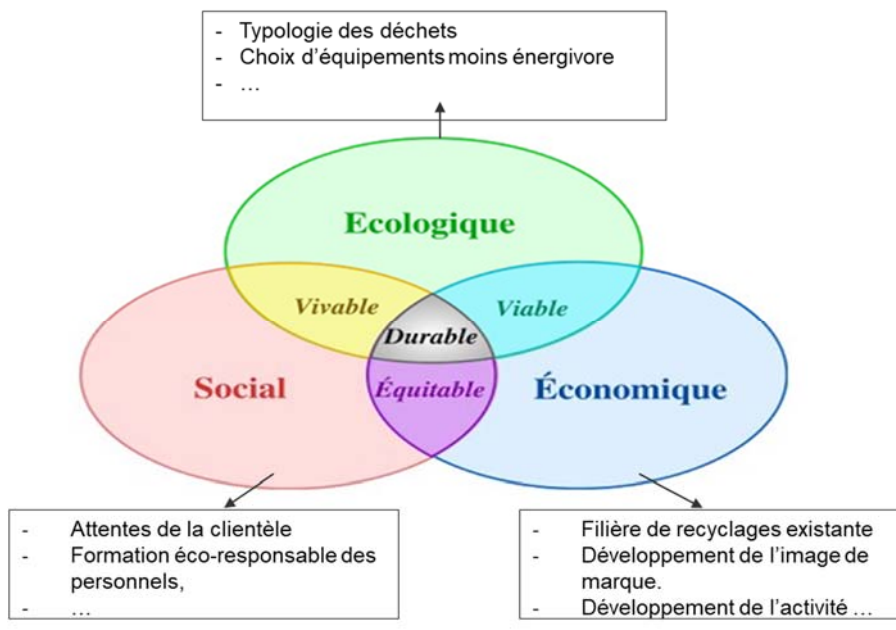 - Typologie des déchets
- Choix d’équipements moins énergivore
- …
Ecologique
Vivable
Viable
Durable
Social
Équitable
Économique
- Attentes de la clientèle
- Formation éco-responsable des
personnels,
- …
- Filière de recyclages existante
- Développement de l’image de
marque.
- Développement de l’activité …